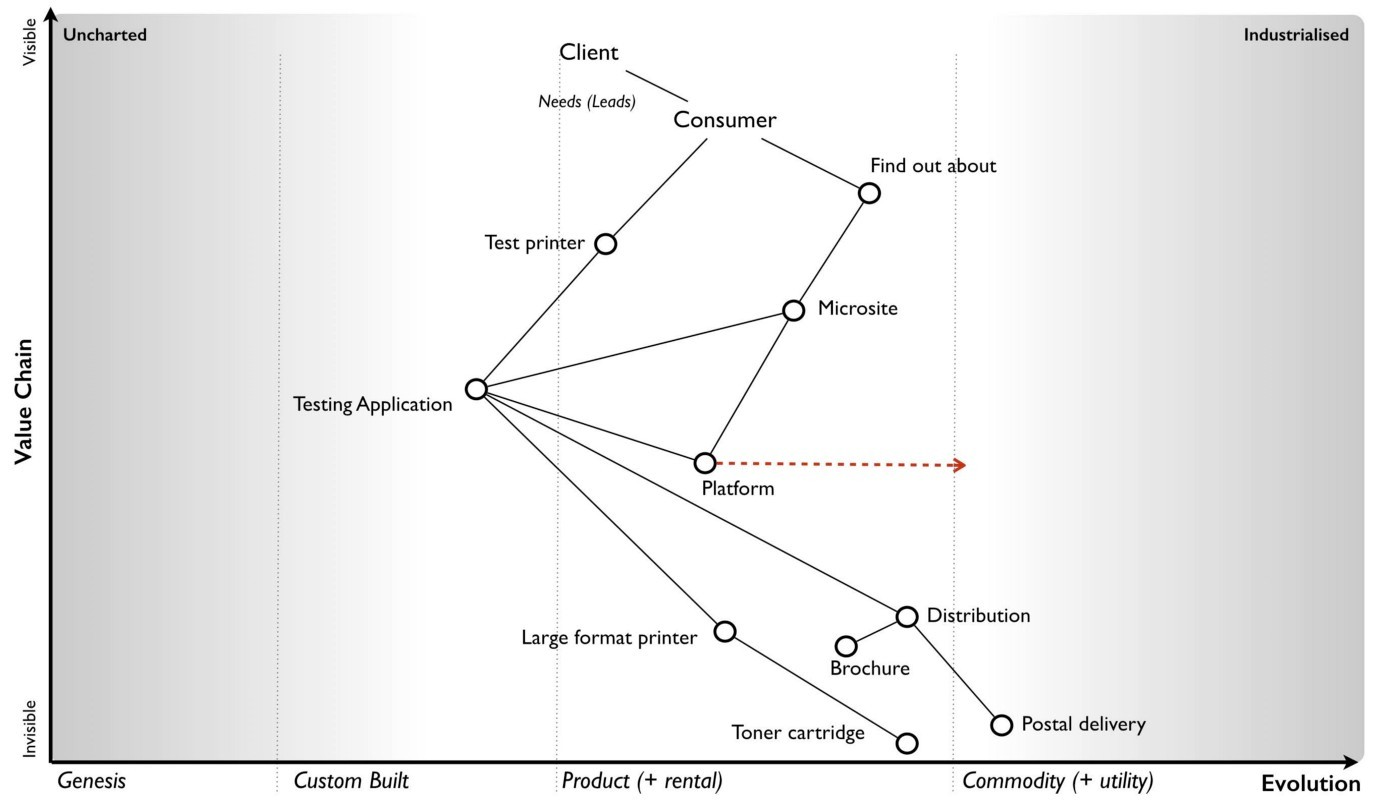 Visible
Uncharted
Industrialised
Client
Needs (Leads)
Consumer
Find out about
Test printer
Microsite
Value Chain
Testing Application
Platform
Distribution
Large format printer
Brochure
Invisible
Toner cartridge
Postal delivery
Genesis
Custom Built
Product (+ rental)
Commodity (+ utility)
Evolution